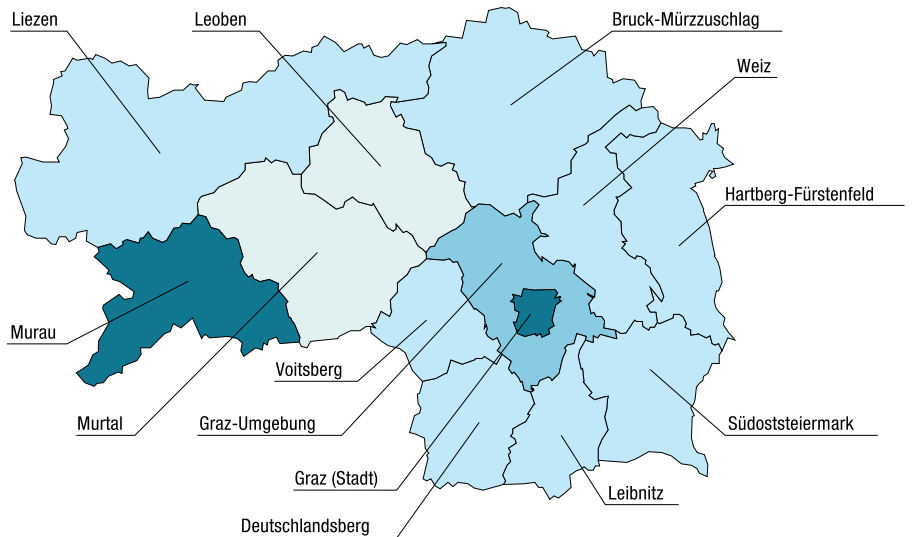 Liezen
Leoben
Bruck-Mürzzuschlag
Weiz
Hartberg-Fürstenfeld
Murau
Voitsberg
Murtal
Graz-Umgebung
Südoststeiermark
Graz (Stadt)
Leibnitz
Deutschlandsberg